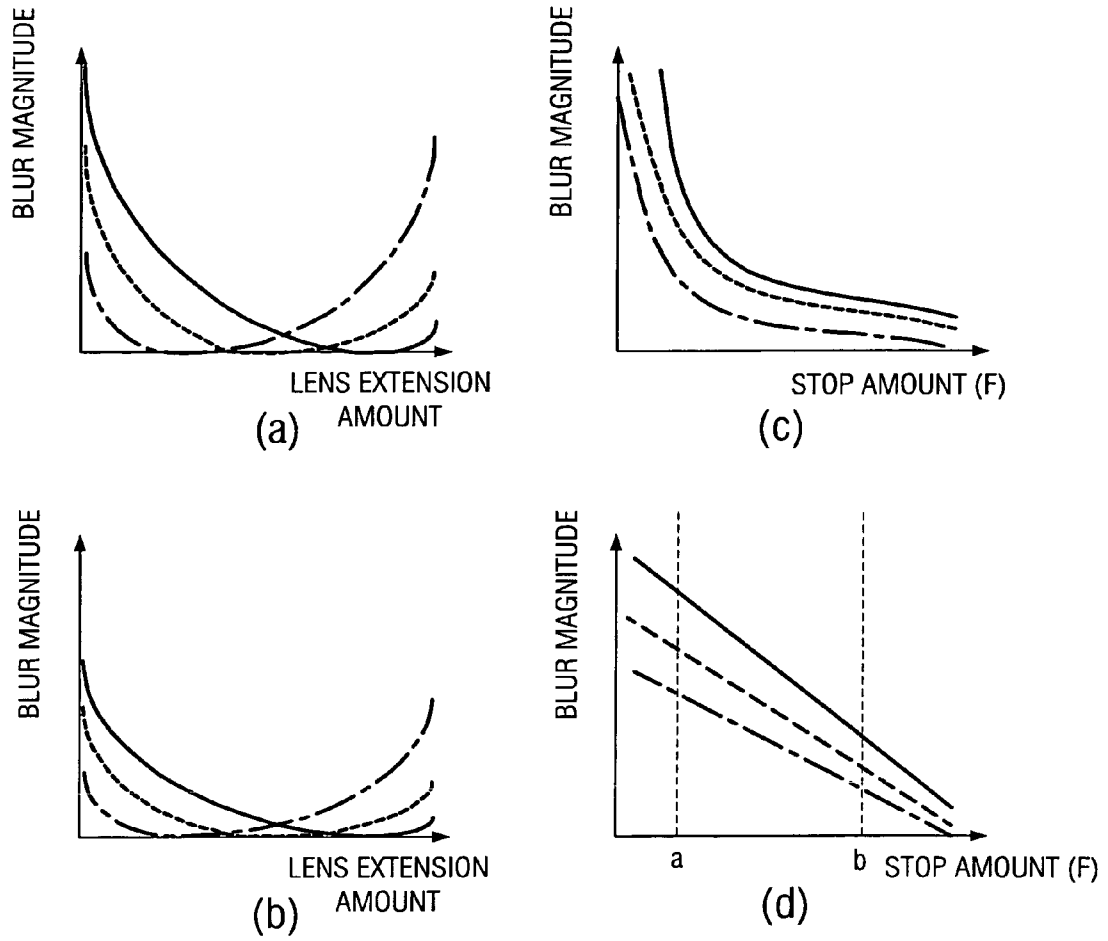 BLUR MAGNITUDE
LENS EXTENSION
AMOUNT
(a)
BLUR MAGNITUDE
STOP AMOUNT (F)
(c)
BLUR MAGNITUDE
LENS EXTENSION
AMOUNT
(b)
BLUR MAGNITUDE
a
b
STOP AMOUNT (F)
(d)